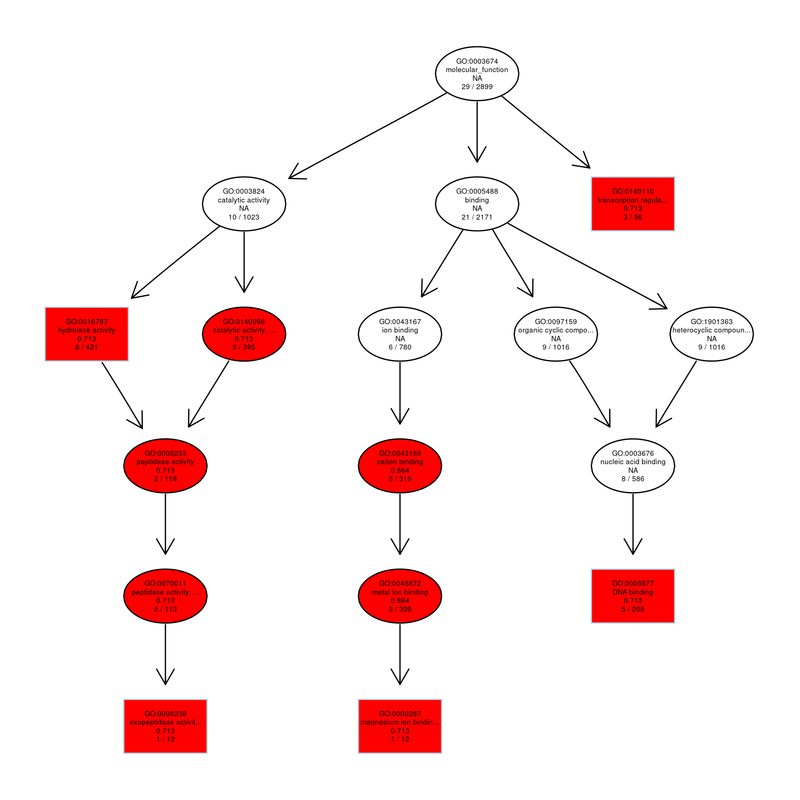 GO:0003674
molecular_function
NA
29 / 2899
GO:0003824
catalytic activity
NA
10 / 1023
GO:0005488
binding
NA
21 / 2171
GO:0140110
transcription regula...
0.713
3 / 98
GO:0016787
hydrolase activity
0.713
8 / 421
GO:0140096
catalytic activity, ...
0.713
5 / 395
GO:0043167
ion binding
NA
6 / 780
GO:0097159
organic cyclic compo...
NA
9 / 1016
GO:1901363
heterocyclic compoun...
NA
9 / 1016
GO:0008233
peptidase activity
0.713
2 / 118
GO:0043169
cation binding
0.864
3 / 310
GO:0003676
nucleic acid binding
NA
8 / 586
GO:0070011
peptidase activity, ...
0.713
2 / 113
GO:0046872
metal ion binding
0.864
3 / 309
GO:0003677
DNA binding
0.713
5 / 208
GO:0008238
exopeptidase activit...
0.713
1 / 12
GO:0000287
magnesium ion bindin...
0.713
1 / 12